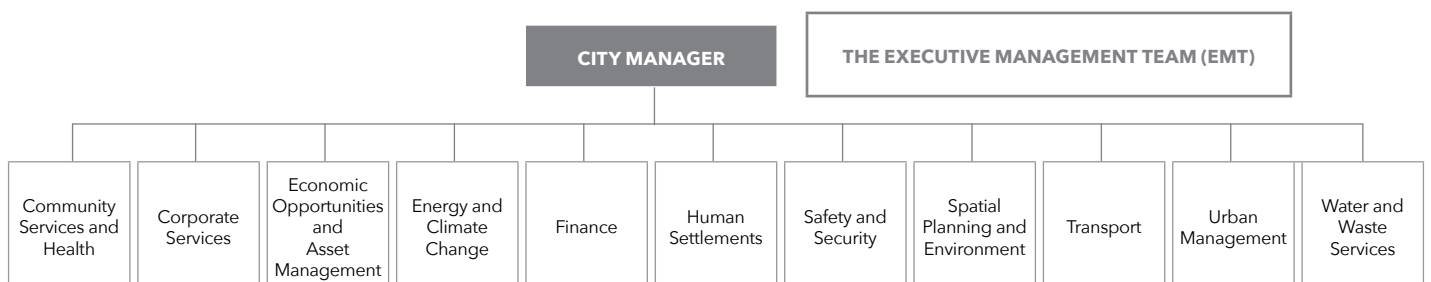 CITY MANAGER
THE EXECUTIVE MANAGEMENT TEAM (EMT)
Community
Services and
Health
Corporate
Services
Economic
Opportunities
and
Asset
Management
Energy and
Climate
Change
Finance
Human
Settlements
Safety and
Security
Spatial
Planning and
Environment
Transport
Urban
Management
Water and
Waste
Services